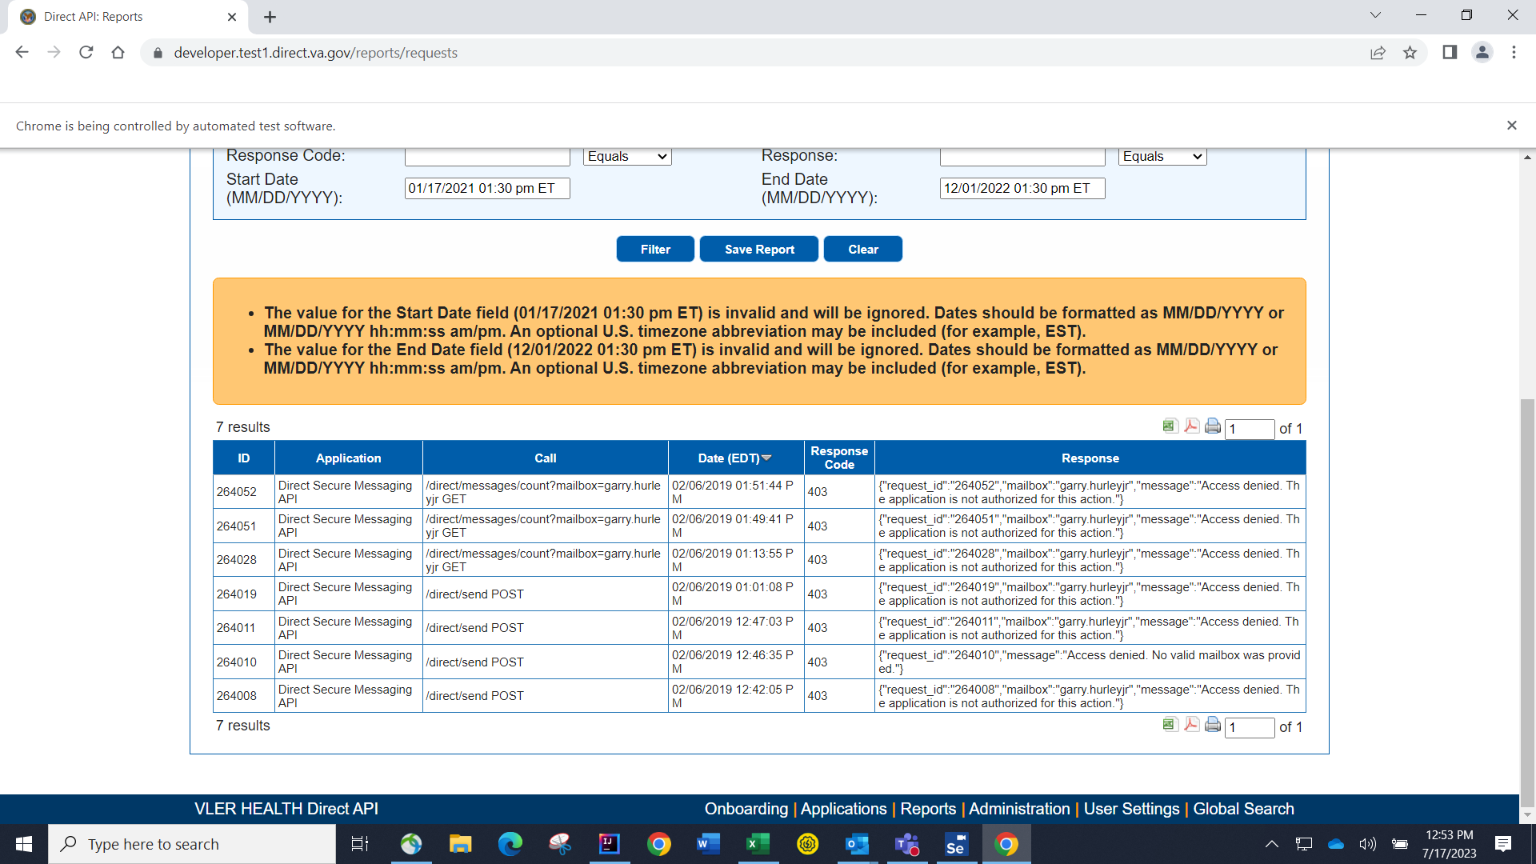 Direct API: Reports
developer.test1.direct.va.gov/reports/requests
Chrome is being controlled by automated test software.
Response Code: Equals Response: Equals
Start Date
(MM/DD/YYYY): 01/17/2021 01:30 pm ET
End Date
(MM/DD/YYYY): 12/01/2022 01:30 pm ET
Filter Save Report Clear
• The value for the Start Date field (01/17/2021 01:30 pm ET) is invalid and will be ignored. Dates should be formatted as MM/DD/YYYY or
MM/DD/YYYY hh:mm:ss am/pm. An optional U.S. timezone abbreviation may be included (for example, EST).
• The value for the End Date field (12/01/2022 01:30 pm ET) is invalid and will be ignored. Dates should be formatted as MM/DD/YYYY or
MM/DD/YYYY hh:mm:ss am/pm. An optional U.S. timezone abbreviation may be included (for example, EST).
7 results 1 of 1
ID Application Call Date (EDT) Response Code Response
264052 Direct Secure Messaging API /direct/messages/count?mailbox=garry.hurleyjr GET 02/06/2019 01:51:44 PM 403 {"request_id":"264052","mailbox":"garry.hurleyjr","message":"Access denied. The application is not authorized for this action."}
264051 Direct Secure Messaging API /direct/messages/count?mailbox=garry.hurleyjr GET 02/06/2019 01:49:41 PM 403 {"request_id":"264051","mailbox":"garry.hurleyjr","message":"Access denied. The application is not authorized for this action."}
264028 Direct Secure Messaging API /direct/messages/count?mailbox=garry.hurleyjr GET 02/06/2019 01:13:55 PM 403 {"request_id":"264028","mailbox":"garry.hurleyjr","message":"Access denied. The application is not authorized for this action."}
264019 Direct Secure Messaging API /direct/send POST 02/06/2019 01:01:08 PM 403 {"request_id":"264019","mailbox":"garry.hurleyjr","message":"Access denied. The application is not authorized for this action."}
264011 Direct Secure Messaging API /direct/send POST 02/06/2019 12:47:03 PM 403 {"request_id":"264011","mailbox":"garry.hurleyjr","message":"Access denied. The application is not authorized for this action."}
264010 Direct Secure Messaging API /direct/send POST 02/06/2019 12:46:35 PM 403 {"request_id":"264010","message":"Access denied. No valid mailbox was provided."}
264008 Direct Secure Messaging API /direct/send POST 02/06/2019 12:42:05 PM 403 {"request_id":"264008","mailbox":"garry.hurleyjr","message":"Access denied. The application is not authorized for this action."}
7 results 1 of 1
VLER HEALTH Direct API Onboarding | Applications | Reports | Administration | User Settings | Global Search
Type here to search
12:53 PM
7/17/2023